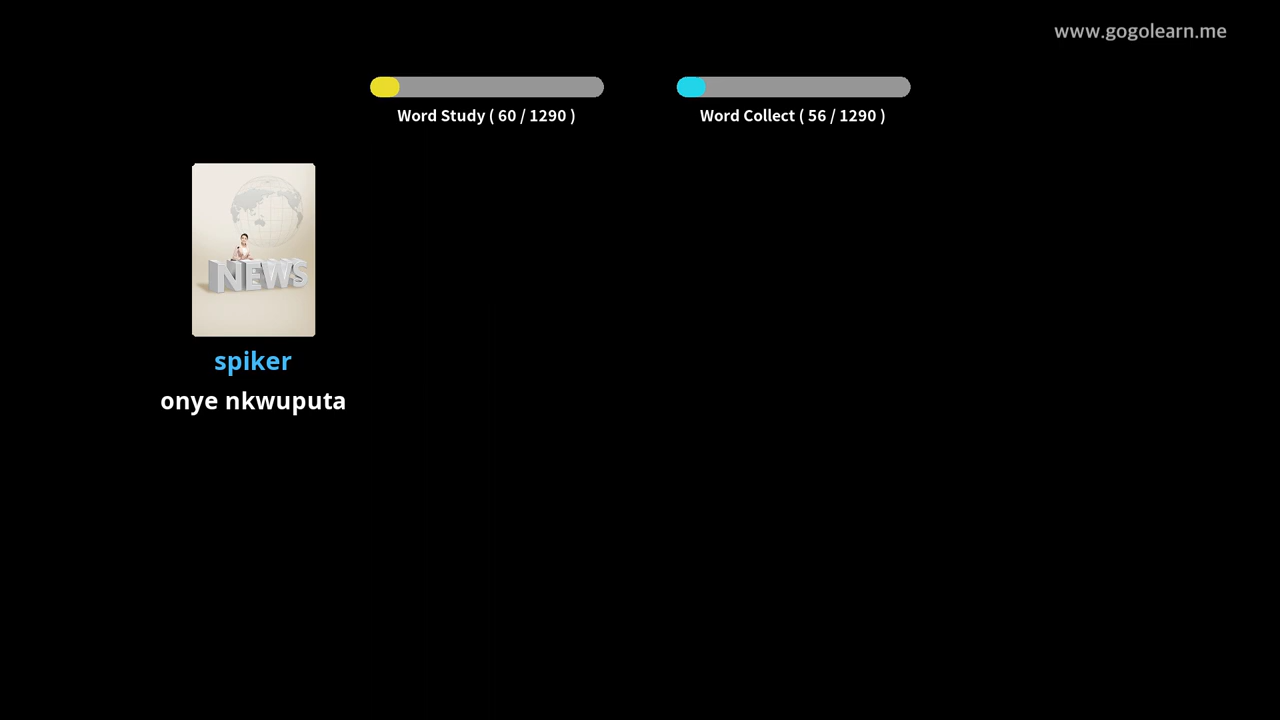 www.gogolearn.me
Word Study ( 60 / 1290 )
Word Collect ( 56 / 1290 )
NEWS
spiker
onye nkwuputa